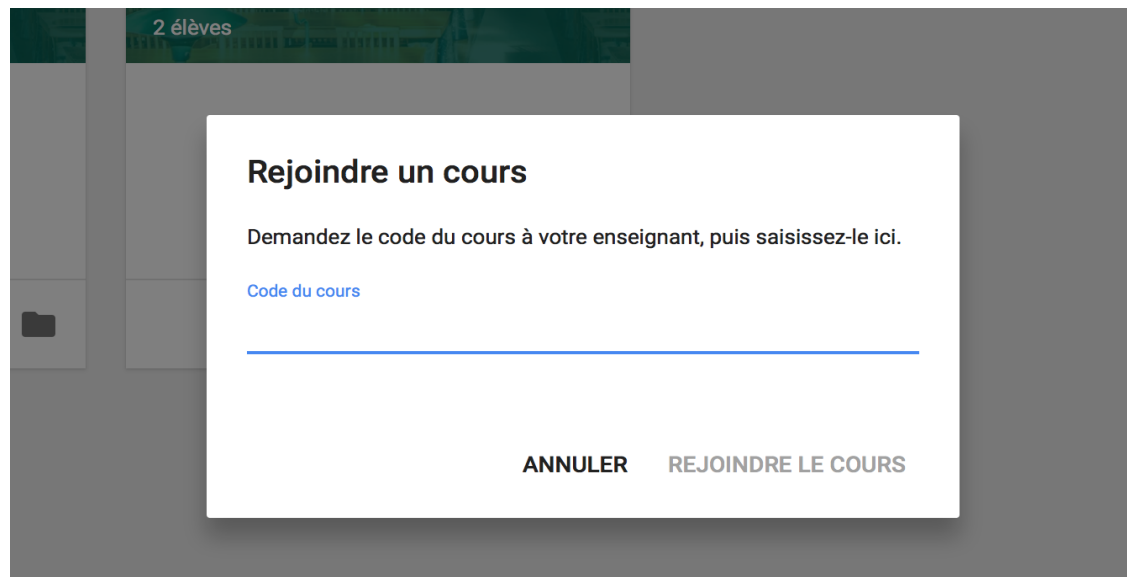 2 élèves
Rejoindre un cours
Demandez le code du cours à votre enseignant, puis saisissez-le ici.
Code du cours
ANNULER REJOINDRE LE COURS